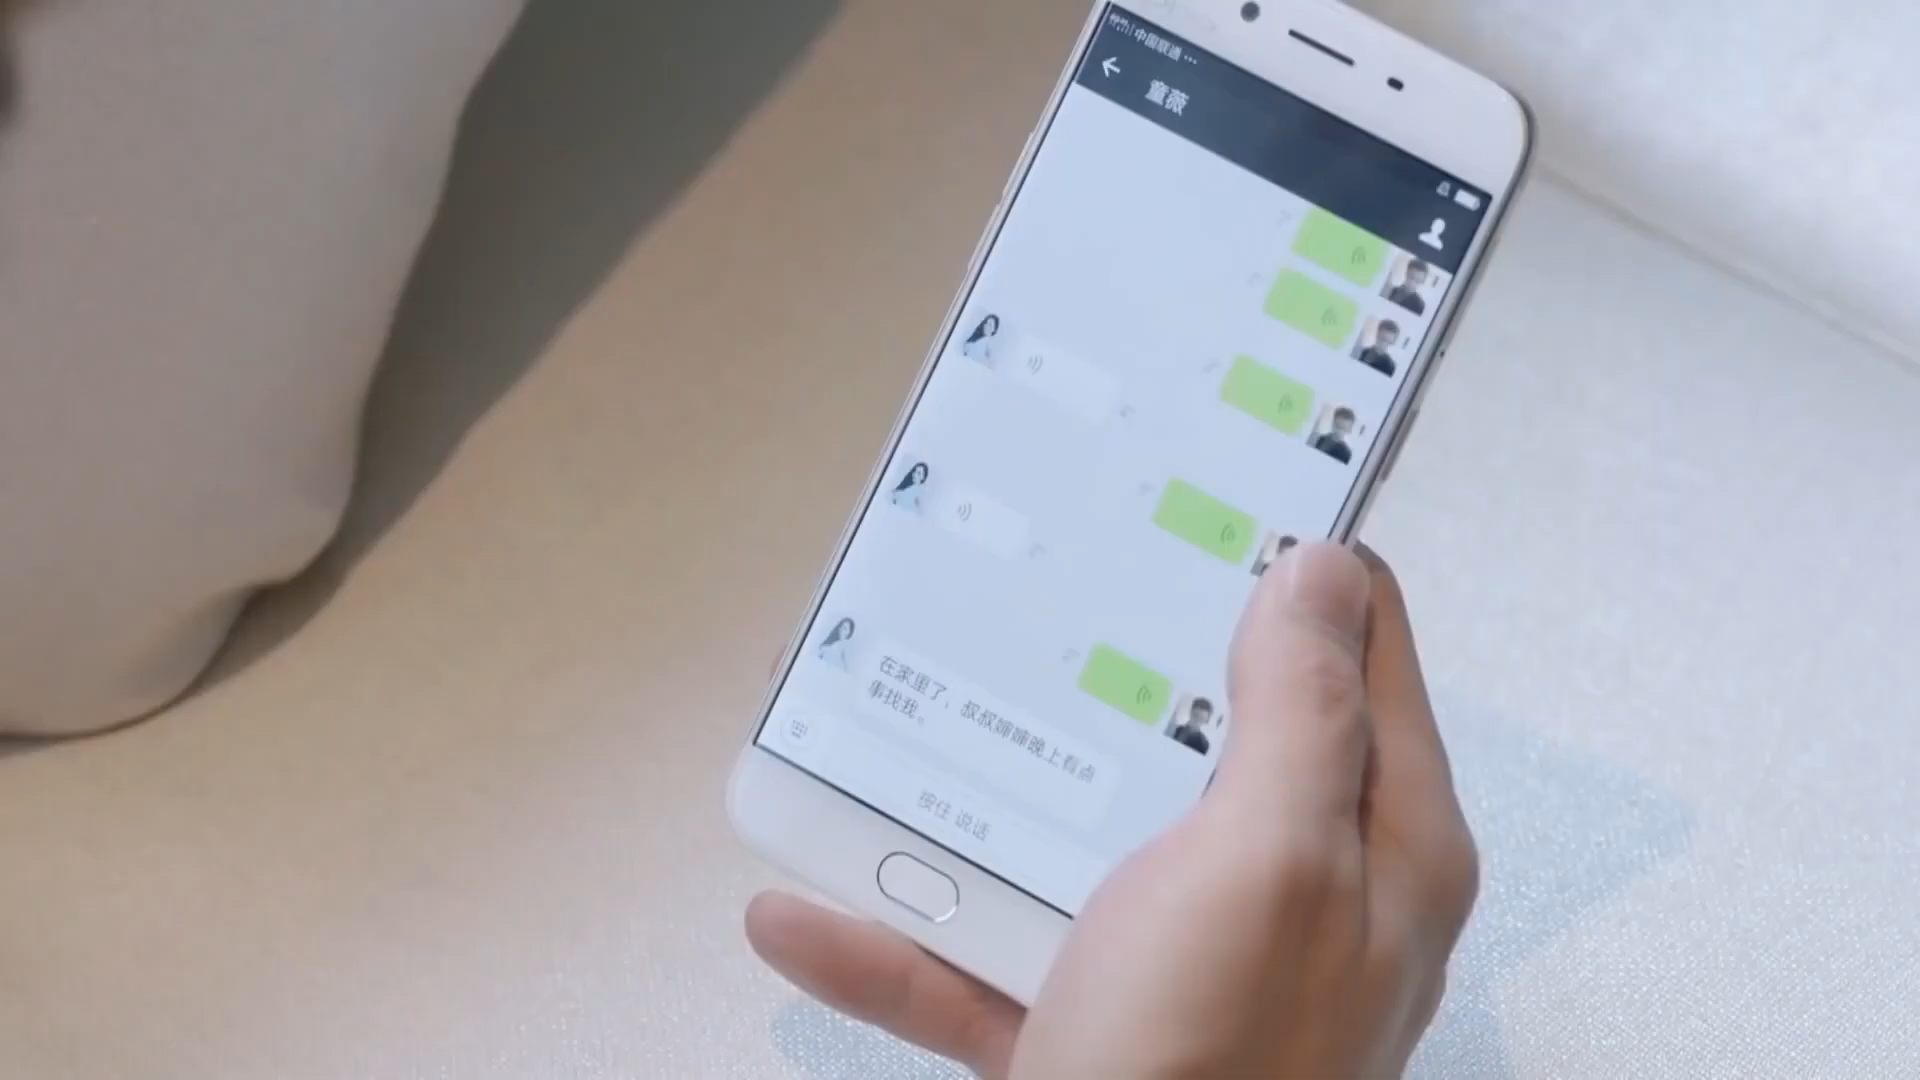 中国联通
童薇
在家里了，叔叔婶婶晚上有点
事找我。
按住 说话